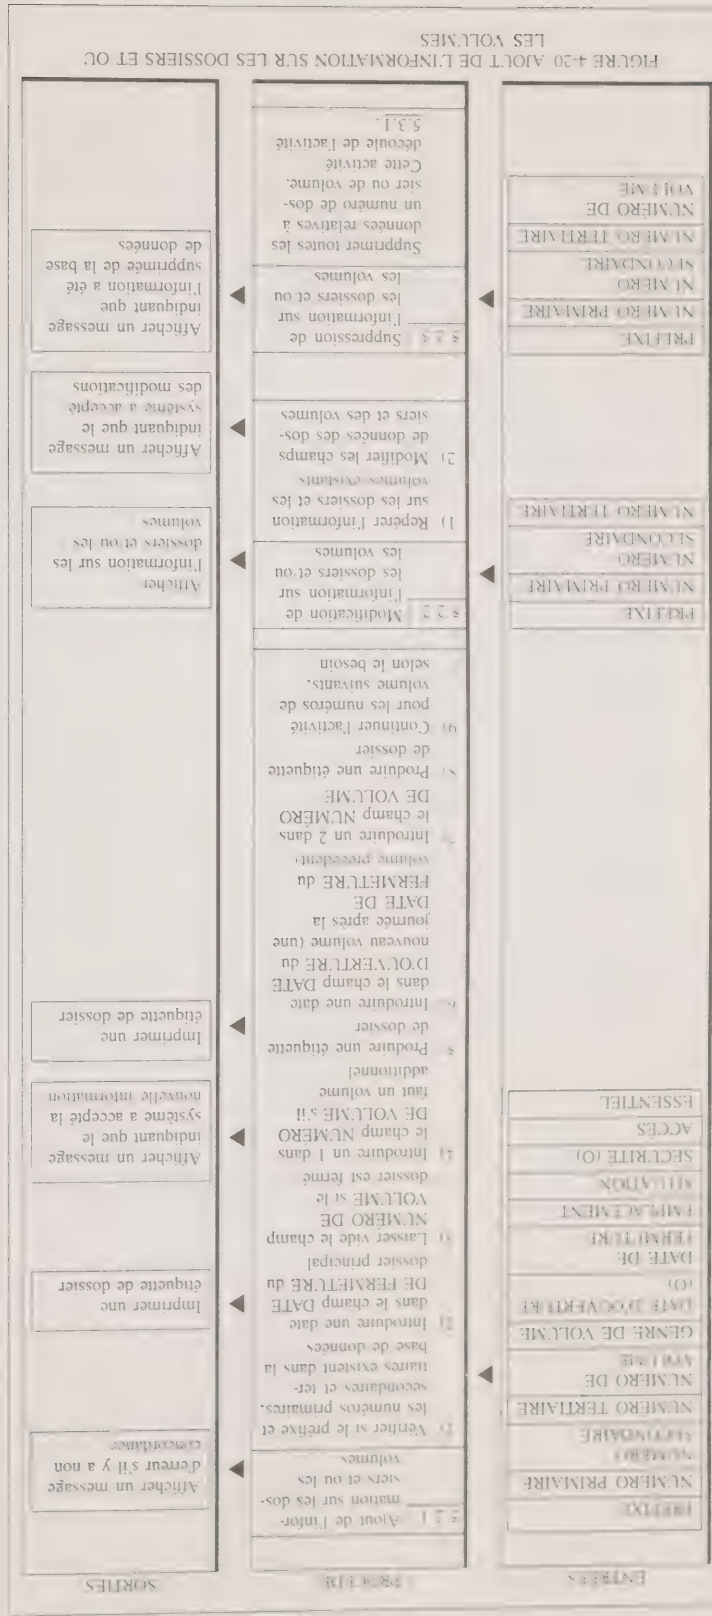 ENTRÉES
PRÉFIXE
NUMÉRO PRIMAIRE
NUMÉRO
SECONDAIRE
NUMÉRO TERTIAIRE
NUMÉRO DE
VOLUME
GENRE DE VOLUME
DATE D'OUVERTURE
(O)
DATE DE
FERMETURE
EMPLACEMENT
SITUATION
SÉCURITÉ (O)
ACCÈS
ESSENTIEL
PRÉFIXE
NUMÉRO PRIMAIRE
NUMÉRO
SECONDAIRE
NUMÉRO TERTIAIRE
PRÉFIXE
NUMÉRO PRIMAIRE
NUMÉRO
SECONDAIRE
NUMÉRO TERTIAIRE
NUMÉRO DE
VOLUME
PROCÉDÉ
5.2.1 Ajout de l'infor-
mation sur les dos-
siers et ou les
volumes
1) Vérifier si le préfixe et
les numéros primaires,
secondaires et ter-
tiaires existent dans la
base de données
2) Introduire une date
dans le champ DATE
DE FERMETURE du
dossier principal
3) Laisser vide le champ
NUMÉRO DE
VOLUME si le
dossier est fermé
4) Introduire un 1 dans
le champ NUMÉRO
DE VOLUME s'il
faut un volume
additionnel
5) Produire une étiquette
de dossier
6) Introduire une date
dans le champ DATE
D'OUVERTURE du
nouveau volume (une
journée après la
DATE DE
FERMETURE du
volume précédent)
7) Introduire un 2 dans
le champ NUMÉRO
DE VOLUME
8) Produire une étiquette
de dossier
9) Continuer l'activité
pour les numéros de
volume suivants,
selon le besoin
5.2.2 Modification de
l'information sur
les dossiers et ou
les volumes
1) Repérer l'information
sur les dossiers et les
volumes existants
2) Modifier les champs
de données des dos-
siers et des volumes
5.2.3 Suppression de
l'information sur
les dossiers et ou
les volumes
Supprimer toutes les
données relatives à
un numéro de dos-
sier ou de volume.
Cette activité
découle de l'activité
5.3.1.
SORTIES
Afficher un message
d'erreur s'il y a non
concordance
Imprimer une
étiquette de dossier
Afficher un message
indiquant que le
système a accepté la
nouvelle information
Imprimer une
étiquette de dossier
Afficher
l'information sur les
dossiers et ou les
volumes
Afficher un message
indiquant que le
système a accepté
des modifications
Afficher un message
indiquant que
l'information a été
supprimée de la base
de données
FIGURE 4-20 AJOUT DE L'INFORMATION SUR LES DOSSIERS ET OU
LES VOLUMES